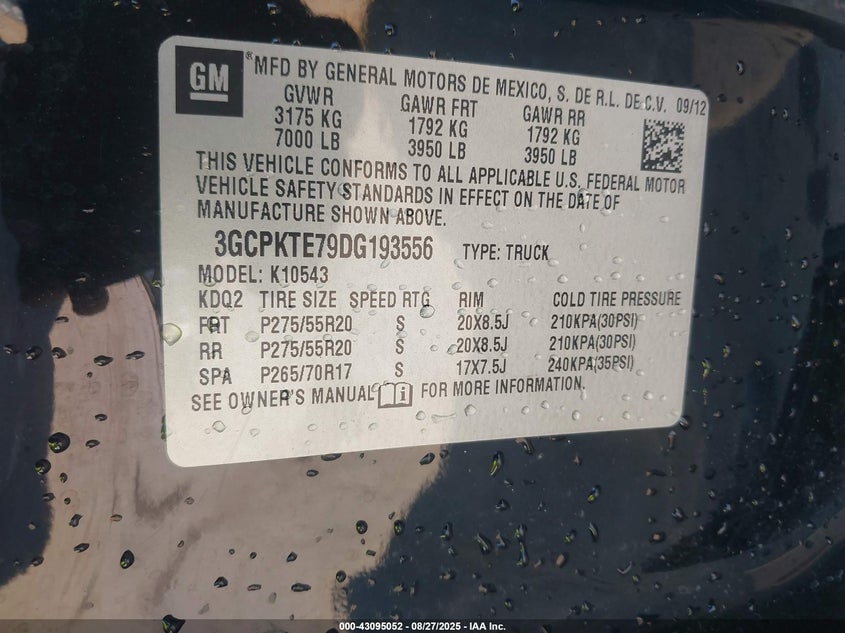 GM
® MFD BY GENERAL MOTORS DE MEXICO, S. DE R.L. DE C.V. 09/12
GVWR GAWR FRT GAWR RR
3175 KG 1792 KG 1792 KG
7000 LB 3950 LB 3950 LB
THIS VEHICLE CONFORMS TO ALL APPLICABLE U.S. FEDERAL MOTOR
VEHICLE SAFETY STANDARDS IN EFFECT ON THE DATE OF
MANUFACTURE SHOWN ABOVE.
3GCPKTE79DG193556 TYPE: TRUCK
MODEL: K10543
KDQ2 TIRE SIZE SPEED RTG RIM COLD TIRE PRESSURE
FRT P275/55R20 S 20X8.5J 210KPA(30PSI)
RR P275/55R20 S 20X8.5J 210KPA(30PSI)
SPA P265/70R17 S 17X7.5J 240KPA(35PSI)
SEE OWNER'S MANUAL i FOR MORE INFORMATION.
000-43095052 - 08/27/2025 - IAA Inc.